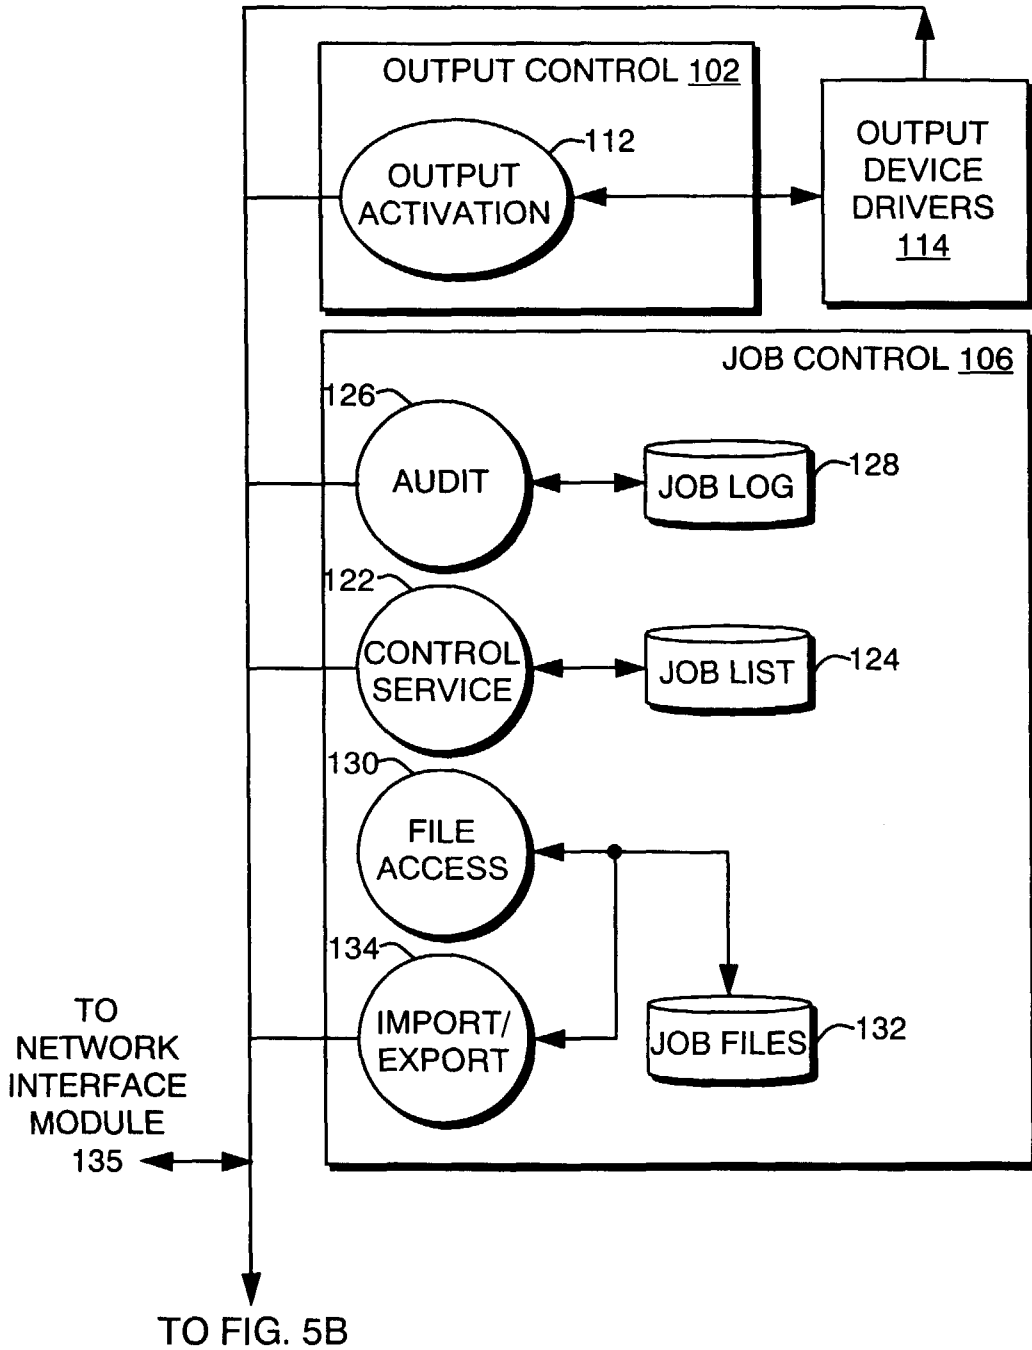 OUTPUT CONTROL 102
112
OUTPUT
ACTIVATION
OUTPUT
DEVICE
DRIVERS
114
JOB CONTROL 106
126
AUDIT
JOB LOG
128
122
CONTROL
SERVICE
JOB LIST
124
130
FILE
ACCESS
134
IMPORT/
EXPORT
JOB FILES
132
TO
NETWORK
INTERFACE
MODULE
135
TO FIG. 5B